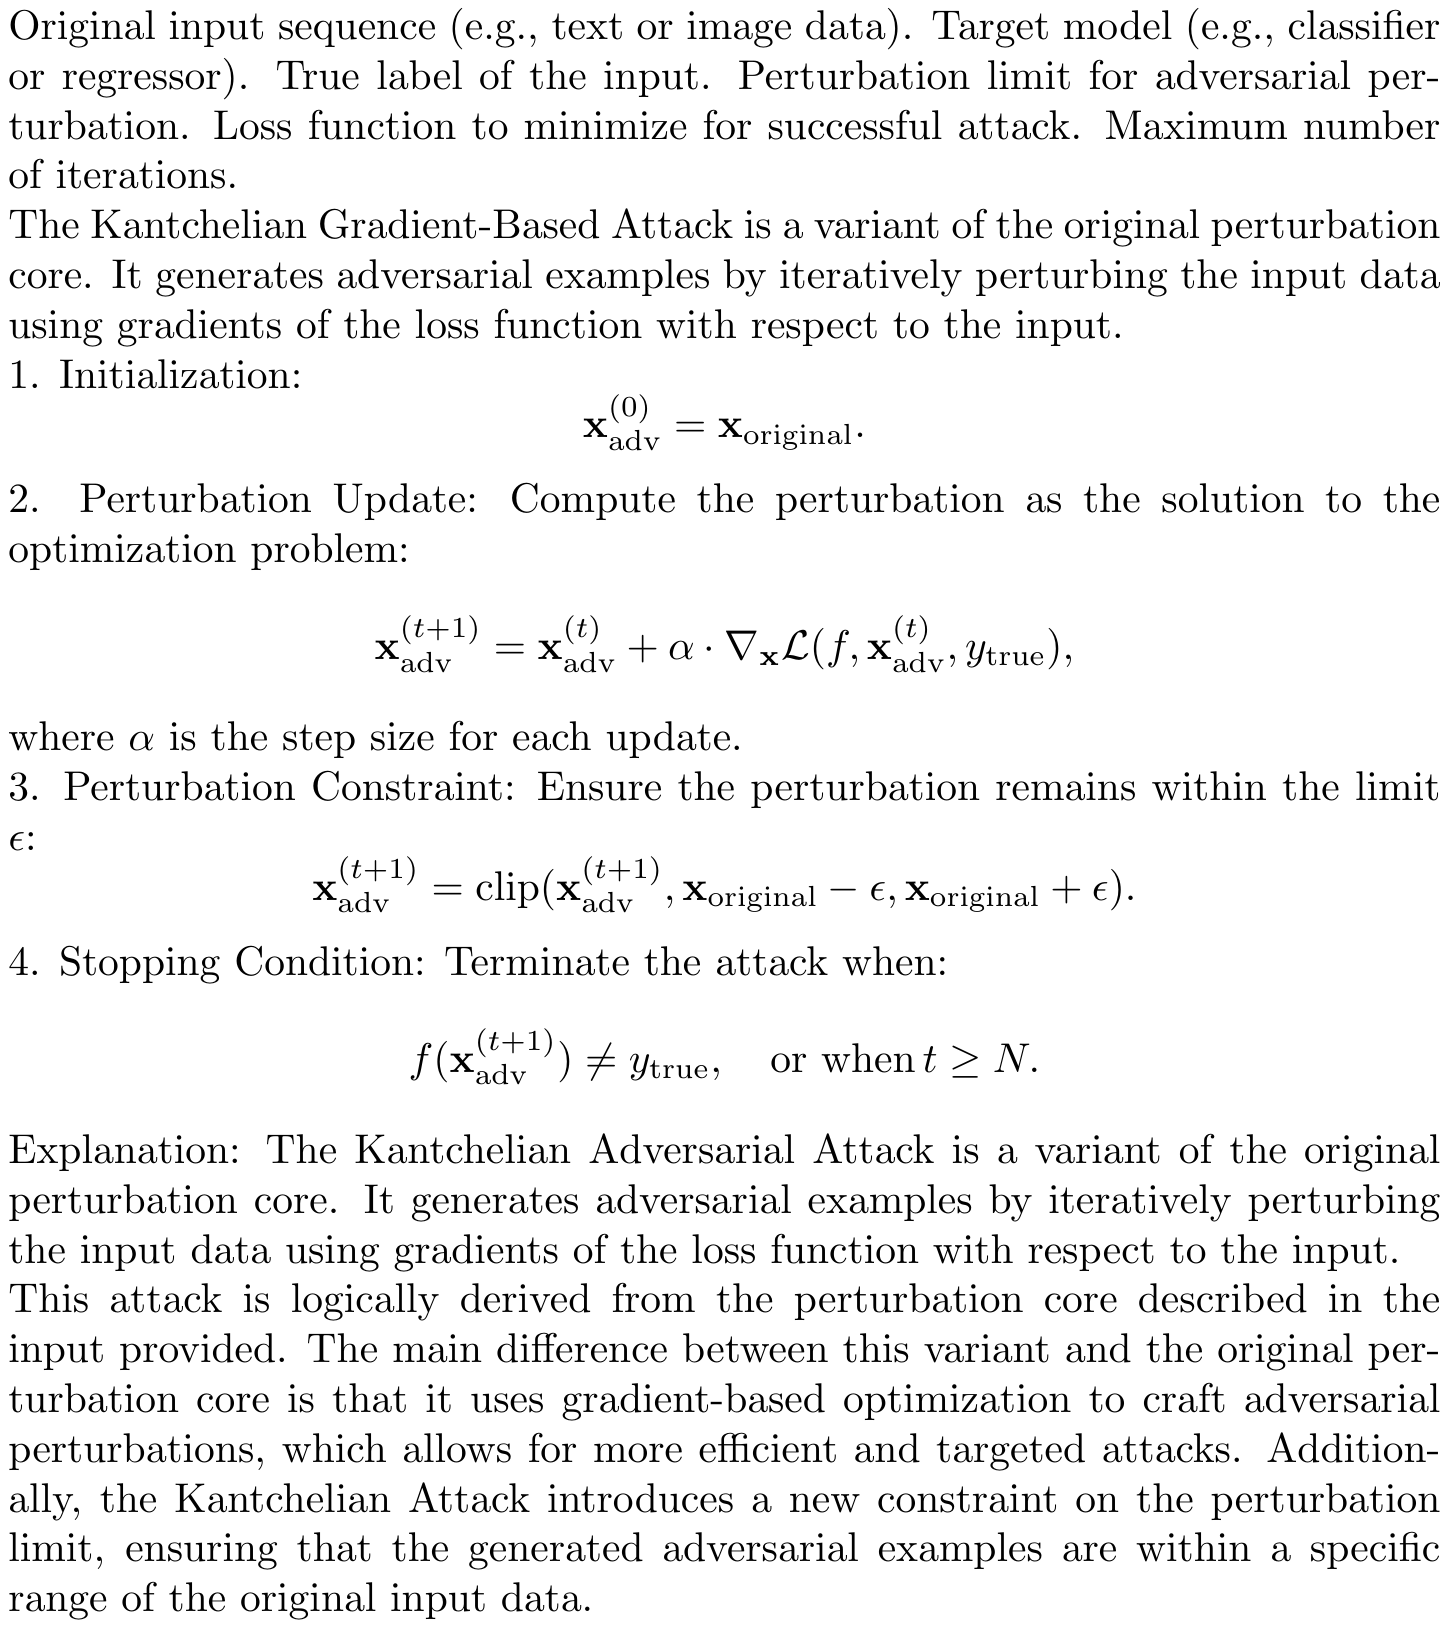 Original input sequence (e.g., text or image data). Target model (e.g., classifier
or regressor). True label of the input. Perturbation limit for adversarial per-
turbation. Loss function to minimize for successful attack. Maximum number
of iterations.
The Kantchelian Gradient-Based Attack is a variant of the original perturbation
core. It generates adversarial examples by iteratively perturbing the input data
using gradients of the loss function with respect to the input.
1. Initialization:
$$\mathbf{x}_{\text{adv}}^{(0)} = \mathbf{x}_{\text{original}}.$$
2. Perturbation Update: Compute the perturbation as the solution to the
optimization problem:
$$\mathbf{x}_{\text{adv}}^{(t+1)} = \mathbf{x}_{\text{adv}}^{(t)} + \alpha \cdot \nabla_{\mathbf{x}} \mathcal{L}(f, \mathbf{x}_{\text{adv}}^{(t)}, y_{\text{true}}),$$
where $\alpha$ is the step size for each update.
3. Perturbation Constraint: Ensure the perturbation remains within the limit
$\epsilon$:
$$\mathbf{x}_{\text{adv}}^{(t+1)} = \text{clip}(\mathbf{x}_{\text{adv}}^{(t+1)}, \mathbf{x}_{\text{original}} - \epsilon, \mathbf{x}_{\text{original}} + \epsilon).$$
4. Stopping Condition: Terminate the attack when:
$$f(\mathbf{x}_{\text{adv}}^{(t+1)}) \neq y_{\text{true}}, \quad \text{or when } t \geq N.$$
Explanation: The Kantchelian Adversarial Attack is a variant of the original
perturbation core. It generates adversarial examples by iteratively perturbing
the input data using gradients of the loss function with respect to the input.
This attack is logically derived from the perturbation core described in the
input provided. The main difference between this variant and the original per-
turbation core is that it uses gradient-based optimization to craft adversarial
perturbations, which allows for more efficient and targeted attacks. Addition-
ally, the Kantchelian Attack introduces a new constraint on the perturbation
limit, ensuring that the generated adversarial examples are within a specific
range of the original input data.